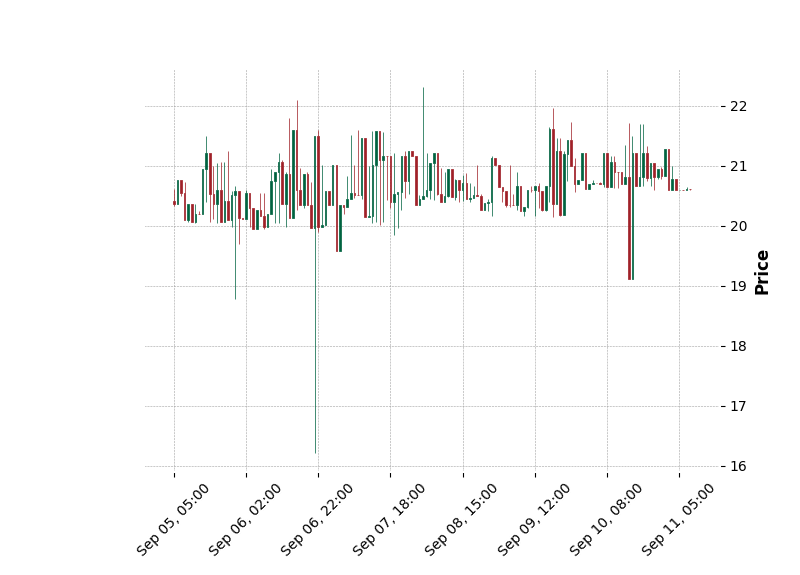 22
21
20
19
18
17
16
Price
Sep 05, 05:00
Sep 06, 02:00
Sep 06, 22:00
Sep 07, 18:00
Sep 08, 15:00
Sep 09, 12:00
Sep 10, 08:00
Sep 11, 05:00